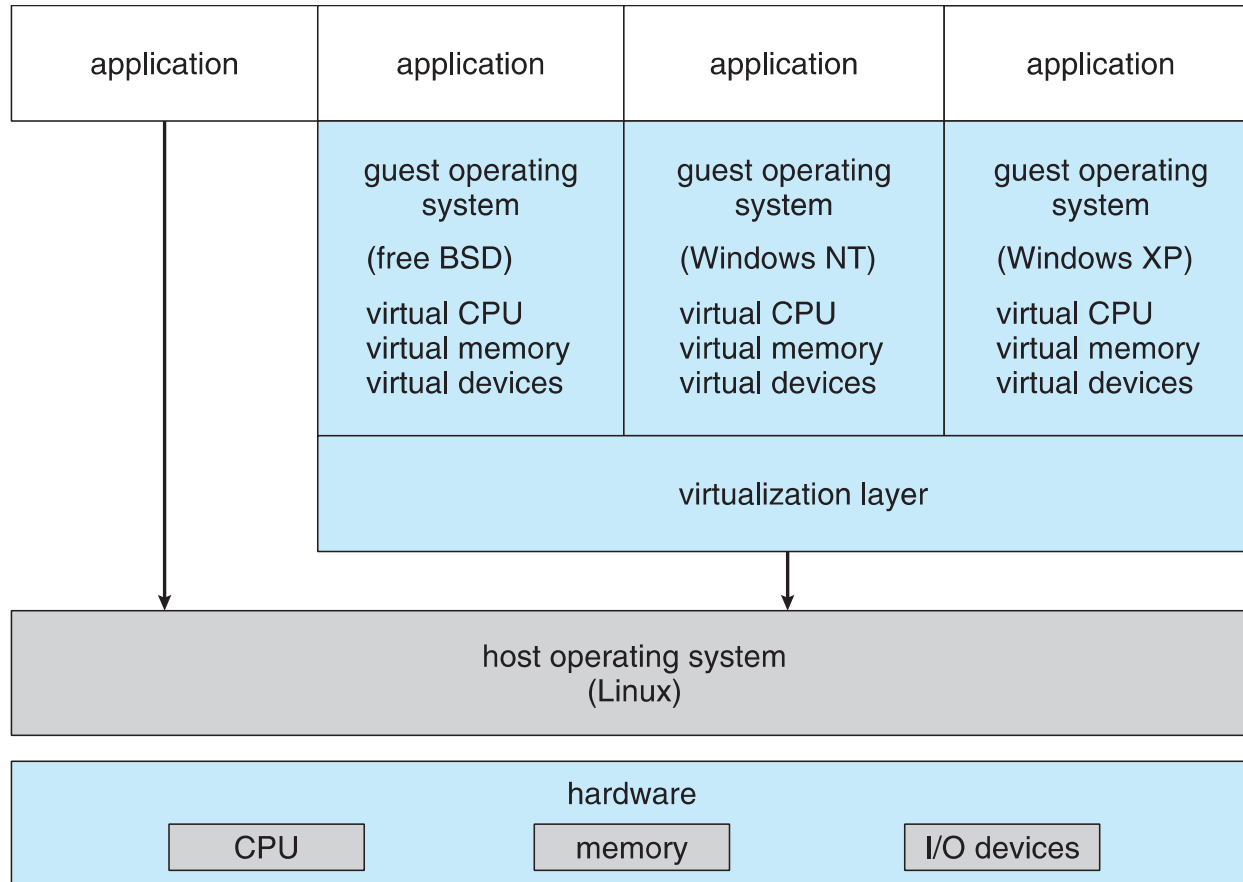 application
application
application
application
guest operating
system
(free BSD)
virtual CPU
virtual memory
virtual devices
guest operating
system
(Windows NT)
virtual CPU
virtual memory
virtual devices
guest operating
system
(Windows XP)
virtual CPU
virtual memory
virtual devices
virtualization layer
host operating system
(Linux)
hardware
CPU
memory
I/O devices